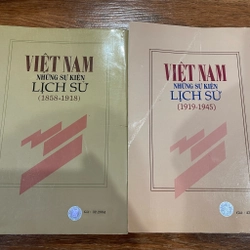 VIỆT NAM
NHỮNG SỰ KIỆN
LỊCH SỬ
(1858-1918)
VIỆT NAM
NHỮNG SỰ KIỆN
LỊCH SỬ
(1919-1945)